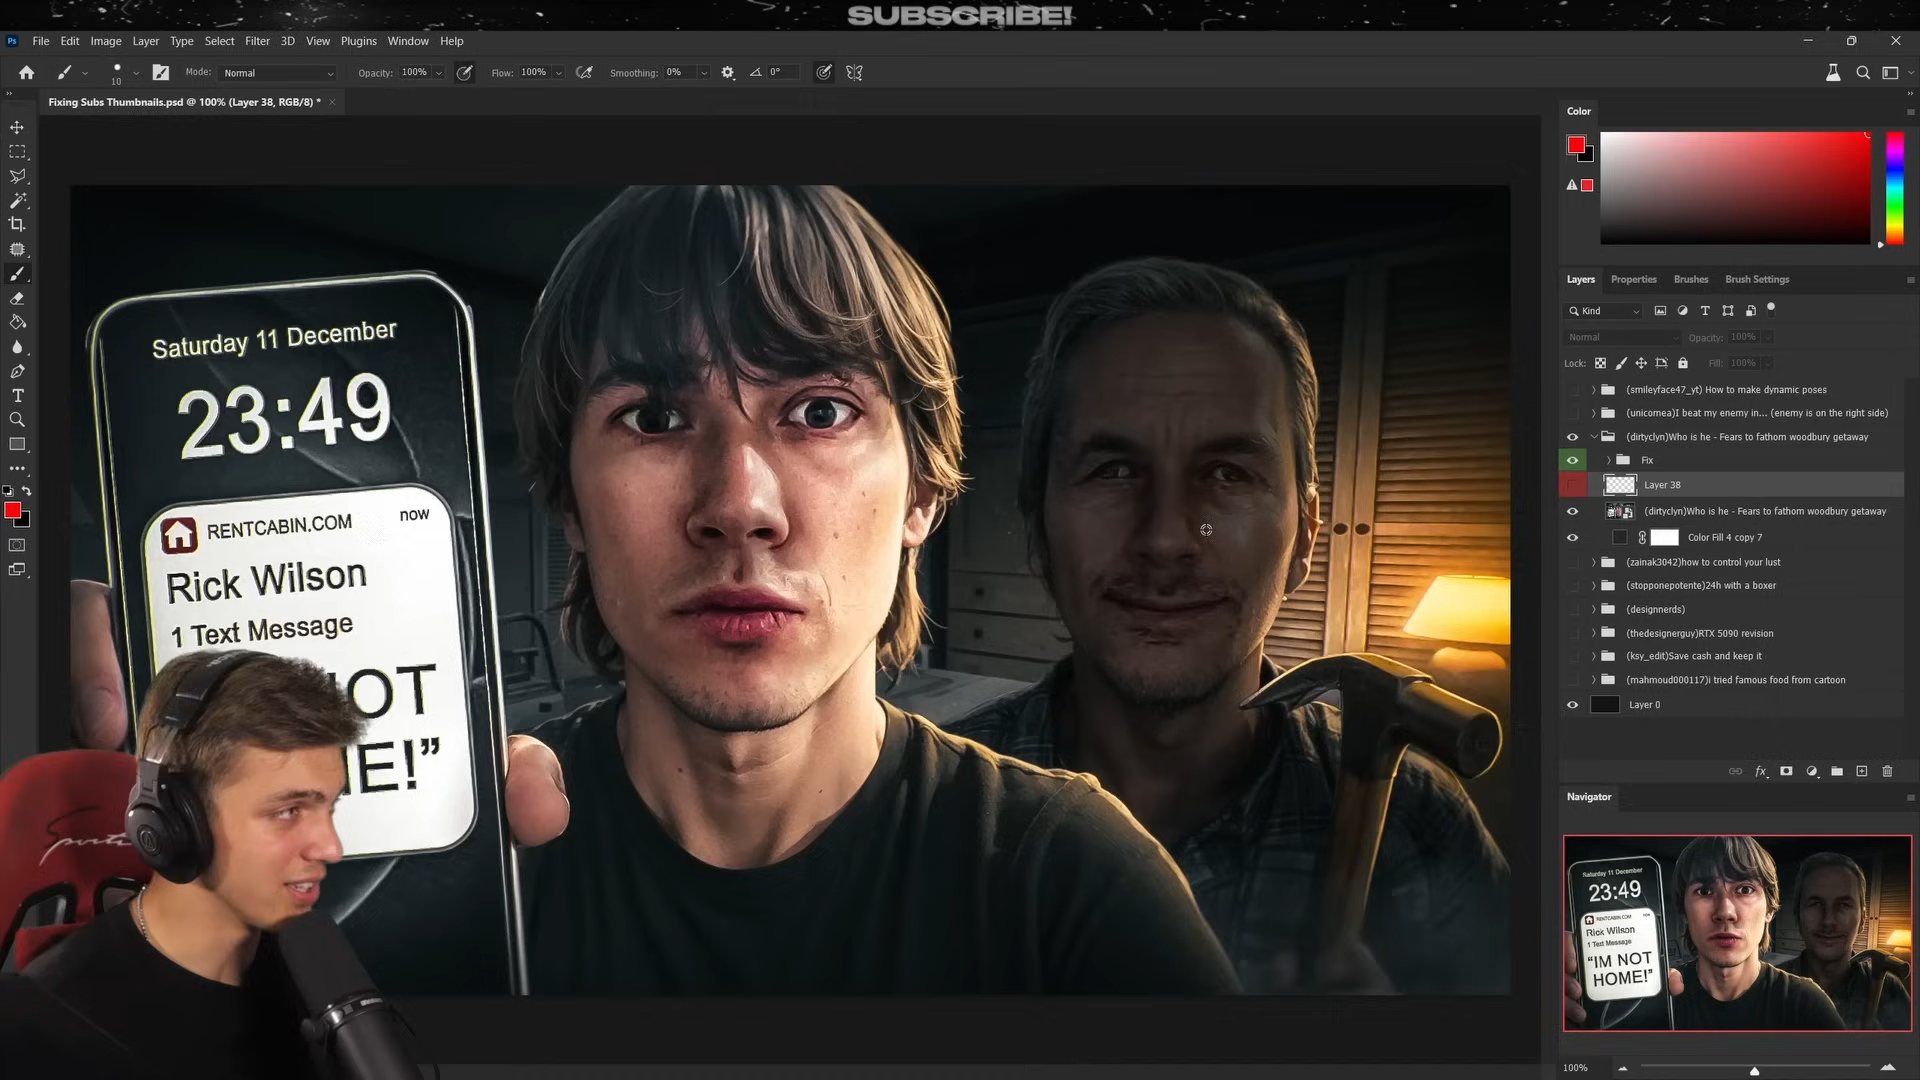 SUBSCRIBE!
Ps File Edit Image Layer Type Select Filter 3D View Plugins Window Help
10 Mode: Normal Opacity: 100% Flow: 100% Smoothing: 0% 0°
Fixing Subs Thumbnails.psd @ 100% (Layer 38, RGB/8) *
Saturday 11 December
23:49
RENTCABIN.COM now
Rick Wilson
1 Text Message
OT
E!”
Color
Layers Properties Brushes Brush Settings
Kind
Normal Opacity: 100%
Lock: Fill: 100%
(smileyface47_yt) How to make dynamic poses
(unicornea)I beat my enemy in... (enemy is on the right side)
(dirtyclyn)Who is he - Fears to fathom woodbury getaway
Fix
Layer 38
(dirtyclyn)Who is he - Fears to fathom woodbury getaway
Color Fill 4 copy 7
(zainak3042)how to control your lust
(stopponepotente)24h with a boxer
(designnerds)
(thedesignerguy)RTX 5090 revision
(ksy_edit)Save cash and keep it
(mahmoud000117)i tried famous food from cartoon
Layer 0
fx
Navigator
Saturday 11 December
23:49
RENTCABIN.COM now
Rick Wilson
1 Text Message
“IM NOT
HOME!”
100%